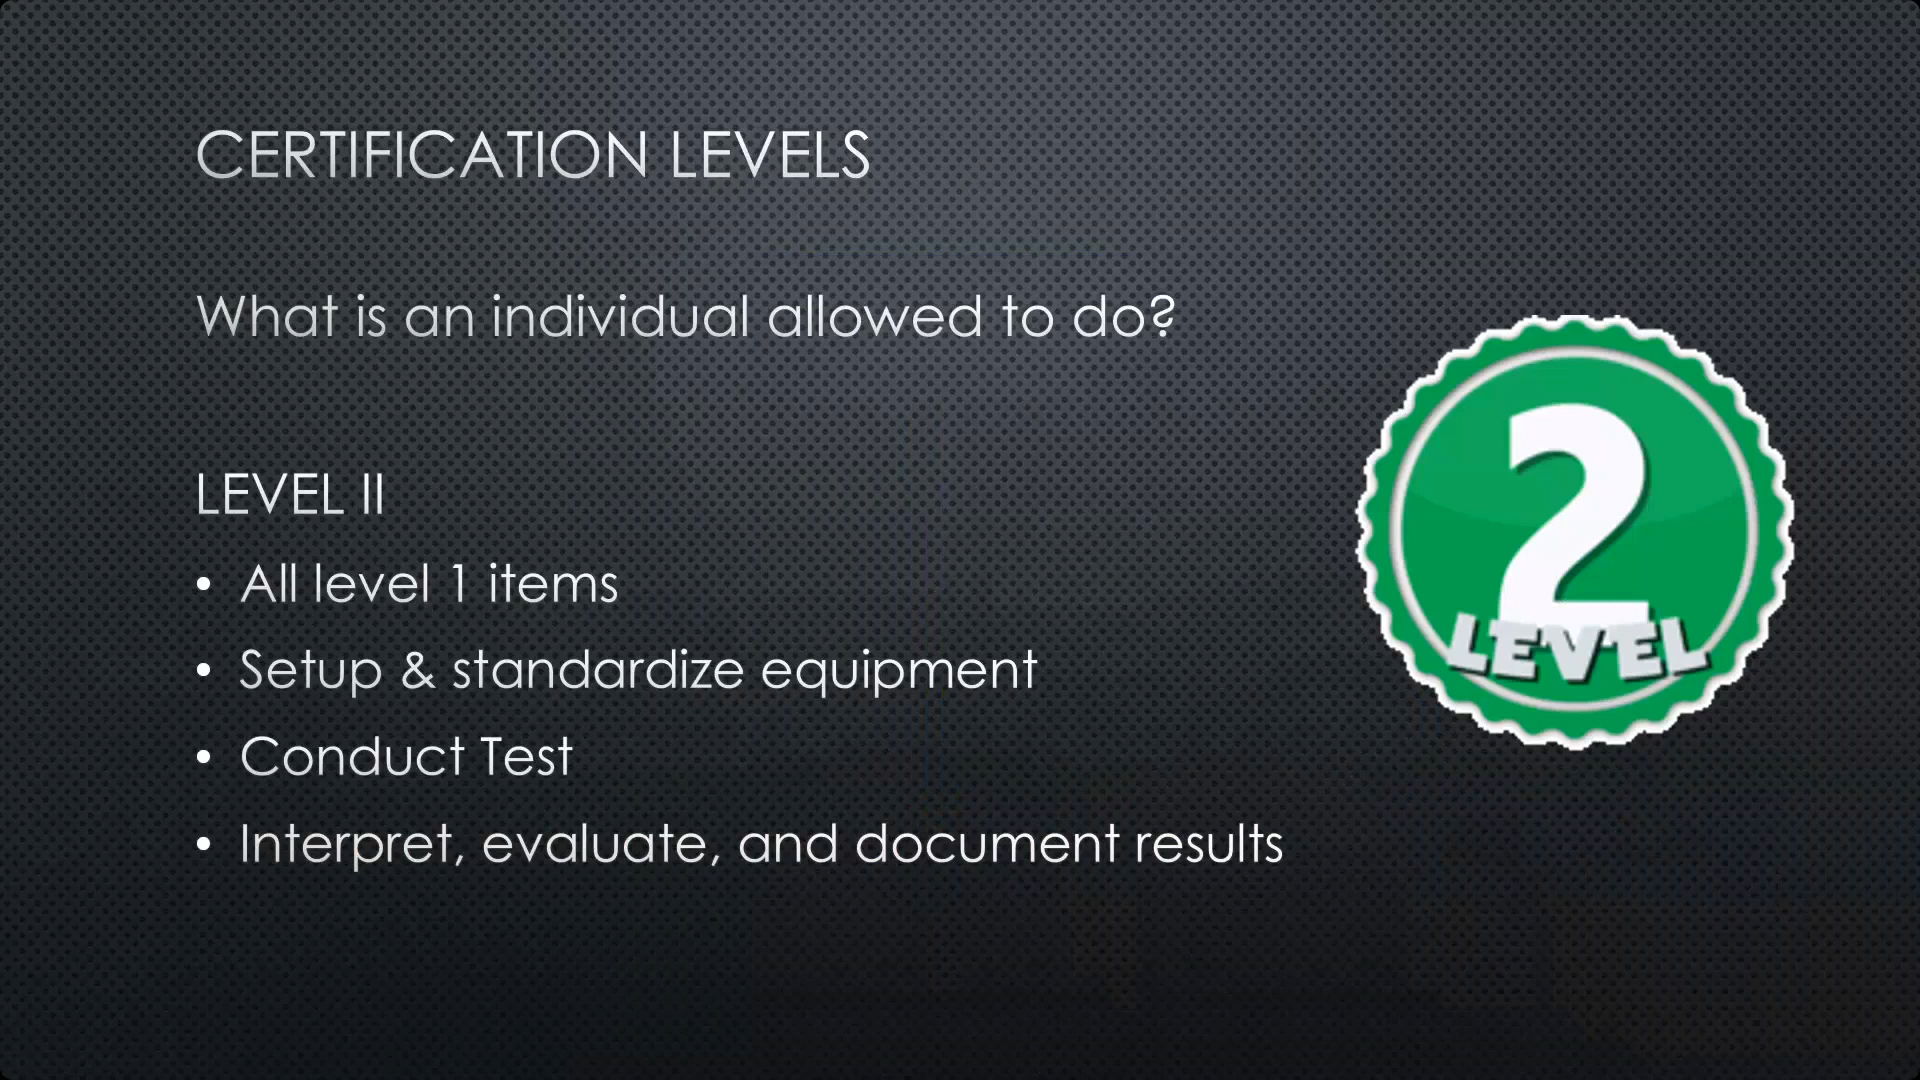 CERTIFICATION LEVELS
What is an individual allowed to do?
LEVEL II
• All level 1 items
• Setup & standardize equipment
• Conduct Test
• Interpret, evaluate, and document results
2
LEVEL